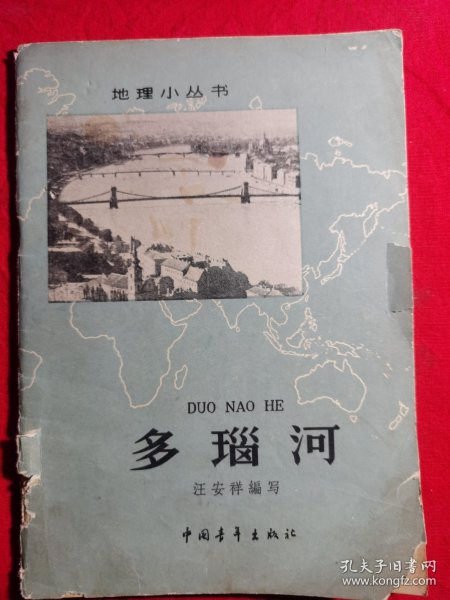 地理小丛书
DUO NAO HE
多瑙河
汪安祥編写
中国青年出版社
孔夫子旧书网
www.kongfz.com